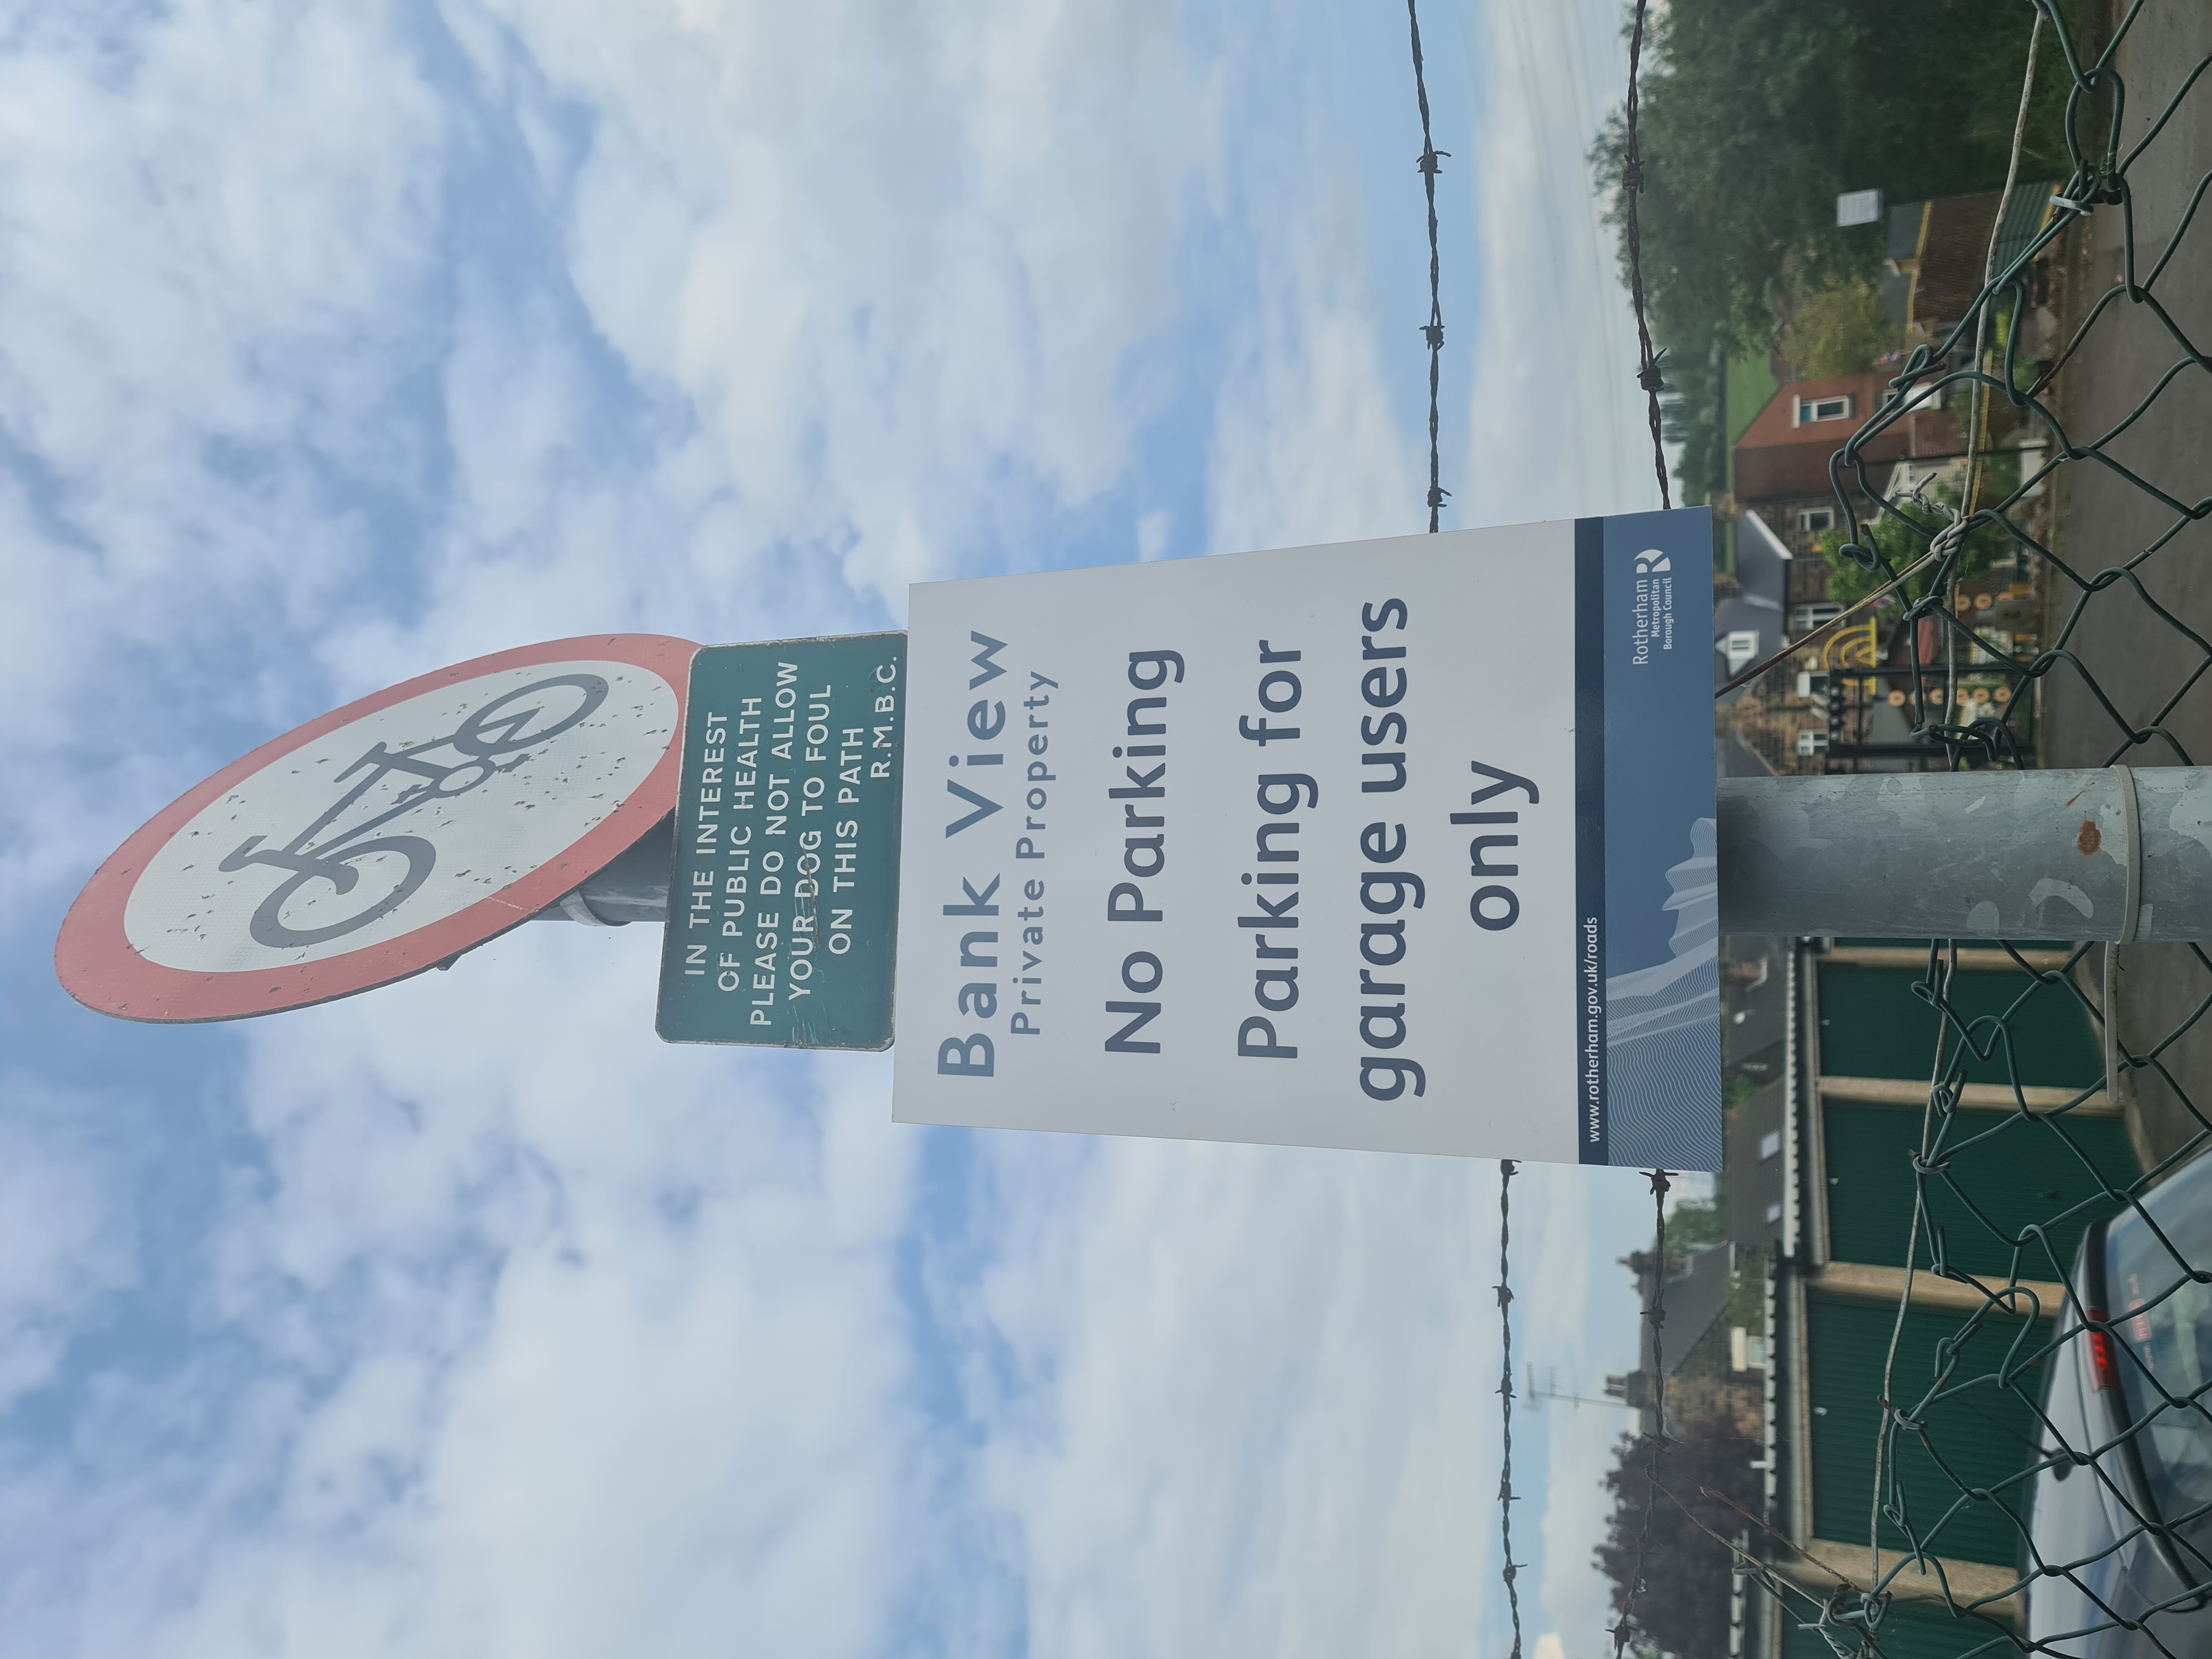 IN THE INTEREST
OF PUBLIC HEALTH
PLEASE DO NOT ALLOW
YOUR DOG TO FOUL
ON THIS PATH
R.M.B.C.
Bank View
Private Property
No Parking
Parking for
garage users
only
www.rotherham.gov.uk/roads
Rotherham
Metropolitan
Borough Council